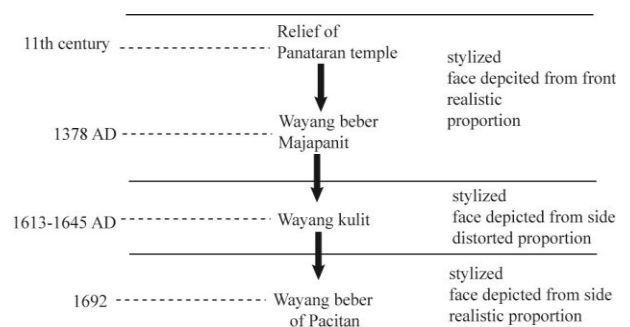 11th century
Relief of
Panataran temple
stylized
face depcited from front
realistic
proportion
1378 AD
Wayang beber
Majapanit
1613-1645 AD
Wayang kulit
stylized
face depicted from side
distorted proportion
1692
Wayang beber
of Pacitan
stylized
face depicted from side
realistic proportion